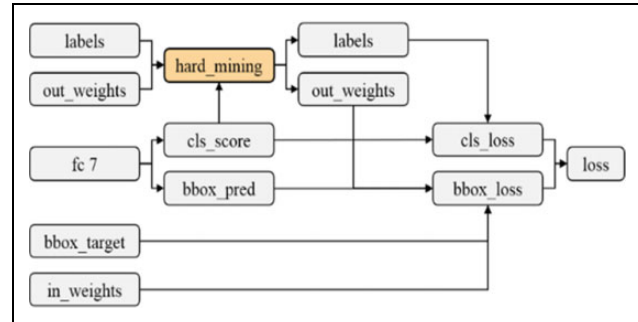 labels
labels
hard_mining
out_weights
out_weights
cls_score
cls_loss
fc 7
loss
bbox_pred
bbox_loss
bbox_target
in_weights